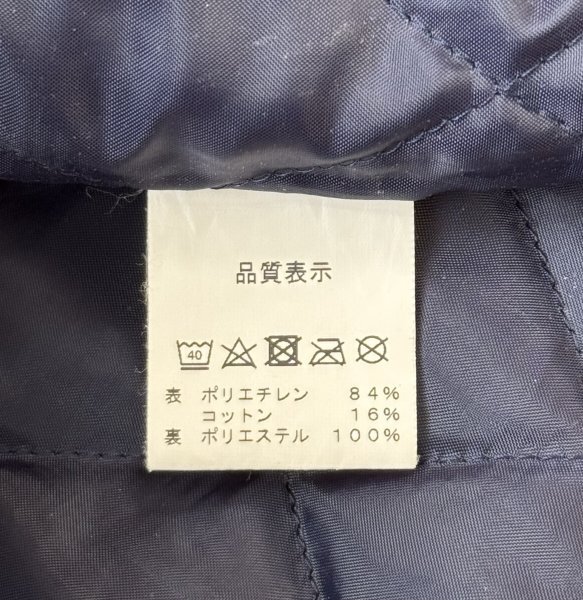 品質表示
40
表 ポリエチレン 84%
コットン 16%
裏 ポリエステル 100%